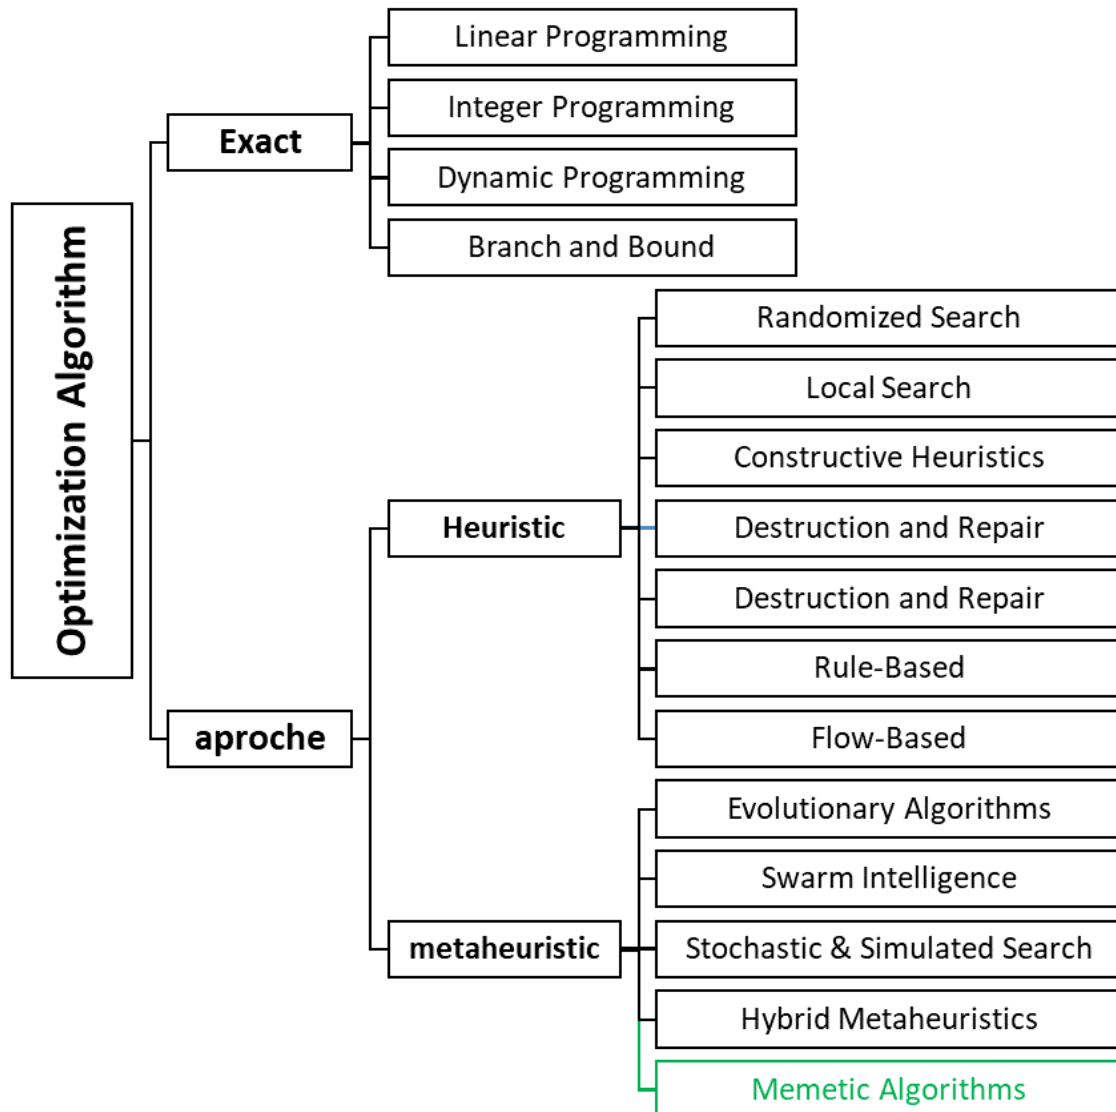 Optimization Algorithm
Exact
Linear Programming
Integer Programming
Dynamic Programming
Branch and Bound
aproche
Heuristic
Randomized Search
Local Search
Constructive Heuristics
Destruction and Repair
Destruction and Repair
Rule-Based
Flow-Based
metaheuristic
Evolutionary Algorithms
Swarm Intelligence
Stochastic & Simulated Search
Hybrid Metaheuristics
Memetic Algorithms